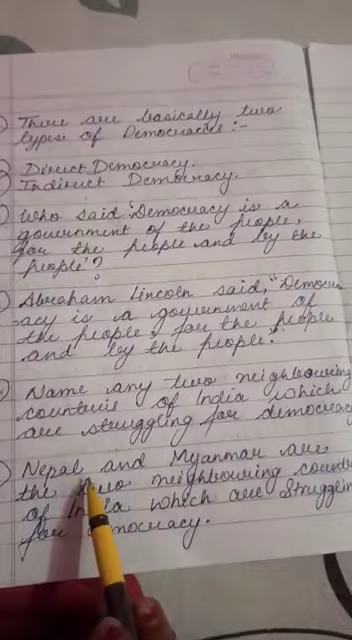 There are basically two
types of Democracies :-
Direct Democracy.
Indirect Democracy.
Who said "Democracy is a
government of the people,
for the people and by the
people"?
Abraham Lincoln said, "Democr
-acy is a government of
the people, for the people
and by the people."
Name any two neighbouring
countries of India which
are struggling for democracy
Nepal and Myanmar are
the two neighbouring countr
of India which are struggling
for democracy.